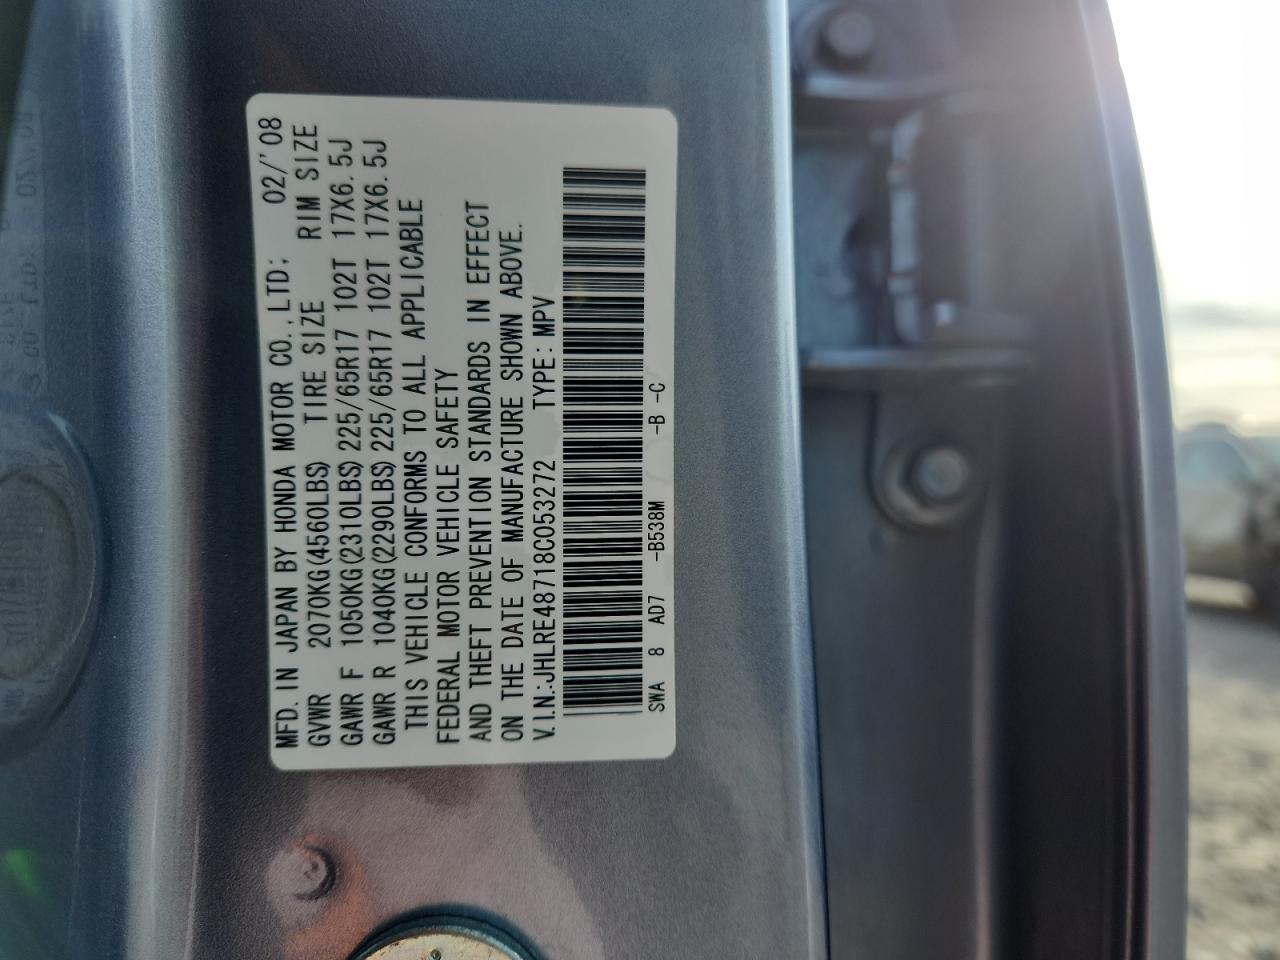 MFD. IN JAPAN BY HONDA MOTOR CO., LTD: 02/'08
GVWR 2070KG(4560LBS) TIRE SIZE RIM SIZE
GAWR F 1050KG(2310LBS) 225/65R17 102T 17X6.5J
GAWR R 1040KG(2290LBS) 225/65R17 102T 17X6.5J
THIS VEHICLE CONFORMS TO ALL APPLICABLE
FEDERAL MOTOR VEHICLE SAFETY
AND THEFT PREVENTION STANDARDS IN EFFECT
ON THE DATE OF MANUFACTURE SHOWN ABOVE.
V.I.N.:JHLRE48718C053272 TYPE:MPV
SWA 8 AD7 -B538M -B -C